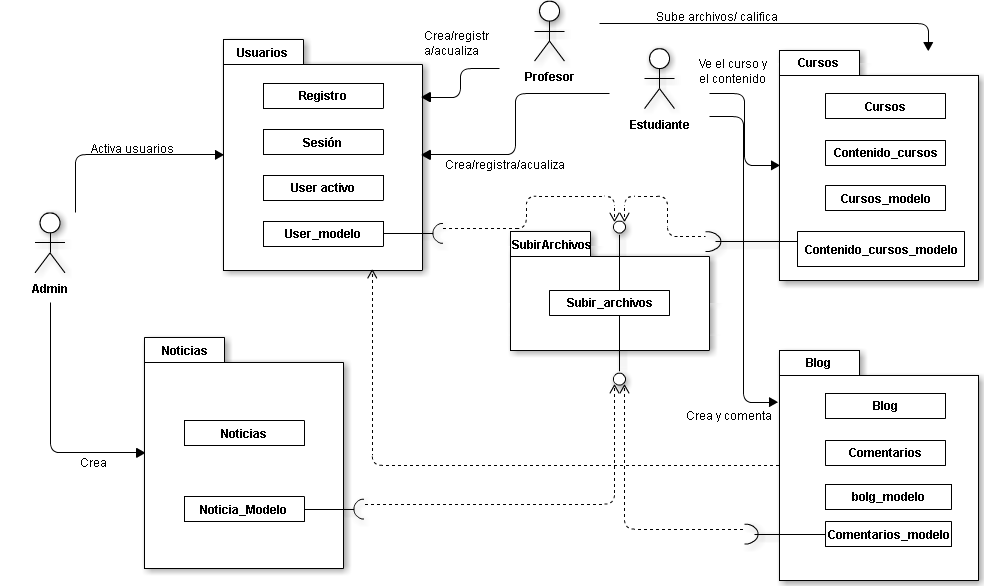 Sube archivos/ califica
Crea/registr
a/acualiza
Profesor
Usuarios
Registro
Sesión
User activo
User_modelo
Estudiante
Ve el curso y
el contenido
Cursos
Cursos
Contenido_cursos
Cursos_modelo
Contenido_cursos_modelo
Activa usuarios
Crea/registra/acualiza
Admin
SubirArchivos
Subir_archivos
Noticias
Noticias
Noticia_Modelo
Crea
Blog
Blog
Comentarios
bolg_modelo
Comentarios_modelo
Crea y comenta